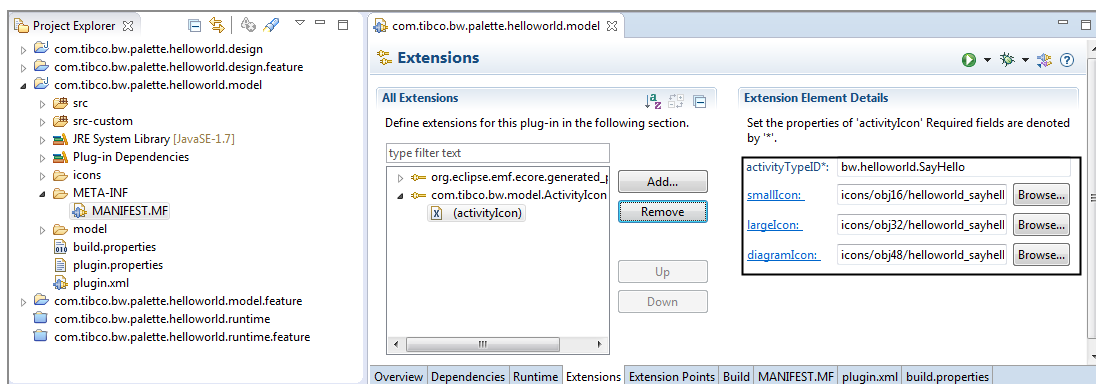 Project Explorer
com.tibco.bw.palette.helloworld.design
com.tibco.bw.palette.helloworld.design.feature
com.tibco.bw.palette.helloworld.model
src
src-custom
JRE System Library [JavaSE-1.7]
Plug-in Dependencies
icons
META-INF
MANIFEST.MF
model
build.properties
plugin.properties
plugin.xml
com.tibco.bw.palette.helloworld.model.feature
com.tibco.bw.palette.helloworld.runtime
com.tibco.bw.palette.helloworld.runtime.feature
com.tibco.bw.palette.helloworld.model
Extensions
All Extensions
Define extensions for this plug-in in the following section.
type filter text
org.eclipse.emf.ecore.generated_p
com.tibco.bw.model.ActivityIcon
(activityIcon)
Add...
Remove
Up
Down
Extension Element Details
Set the properties of 'activityIcon' Required fields are denoted
by '*'.
activityTypeID*: bw.helloworld.SayHello
smallIcon: icons/obj16/helloworld_sayhell Browse...
largeIcon: icons/obj32/helloworld_sayhell Browse...
diagramIcon: icons/obj48/helloworld_sayhell Browse...
Overview Dependencies Runtime Extensions Extension Points Build MANIFEST.MF plugin.xml build.properties